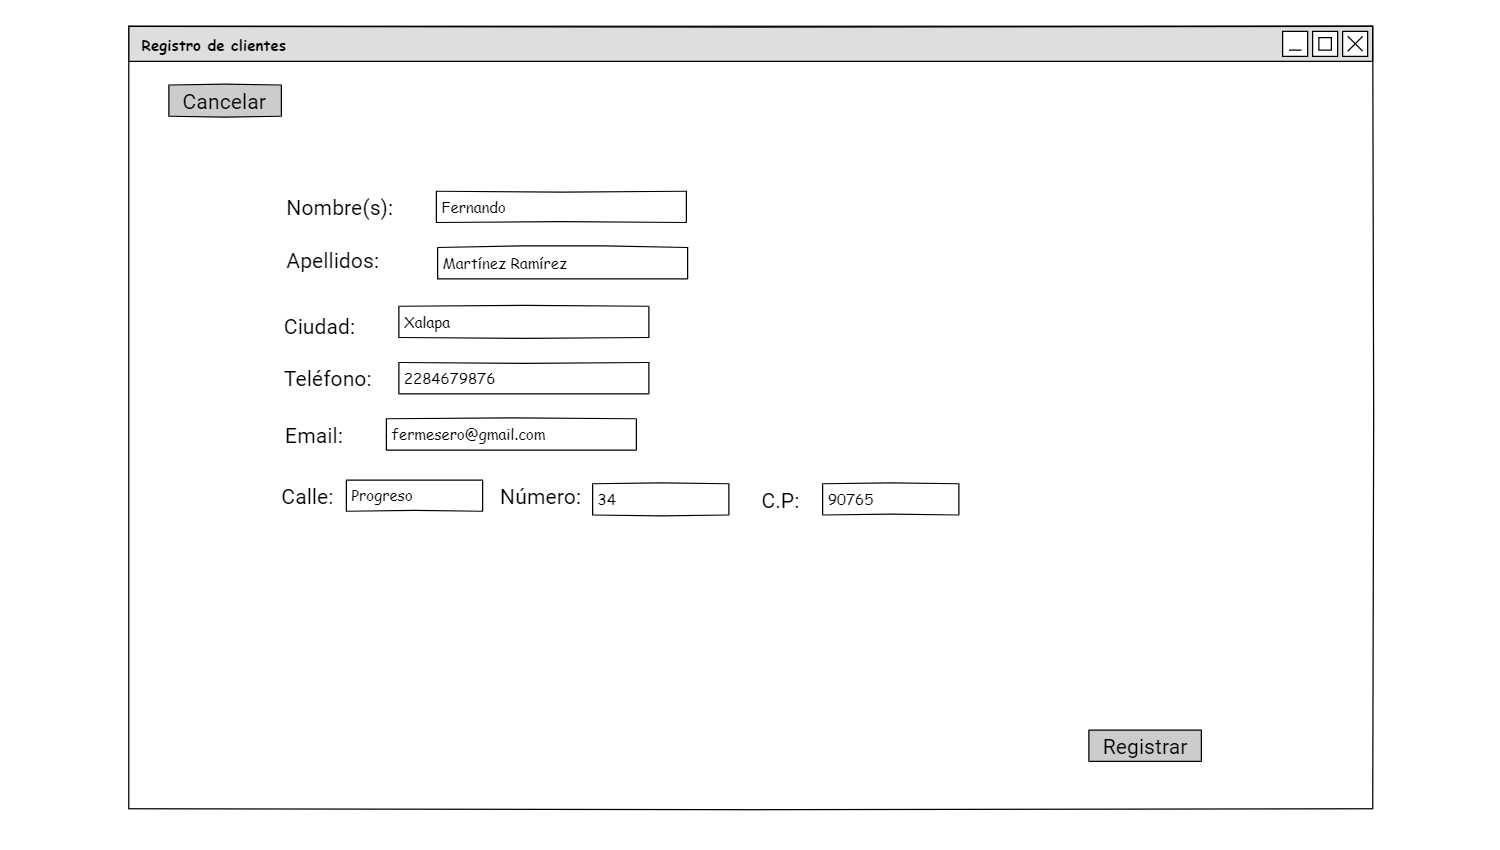 Registro de clientes
Cancelar
Nombre(s): Fernando
Apellidos: Martínez Ramírez
Ciudad: Xalapa
Teléfono: 2284679876
Email: fermesero@gmail.com
Calle: Progreso Número: 34 C.P: 90765
Registrar